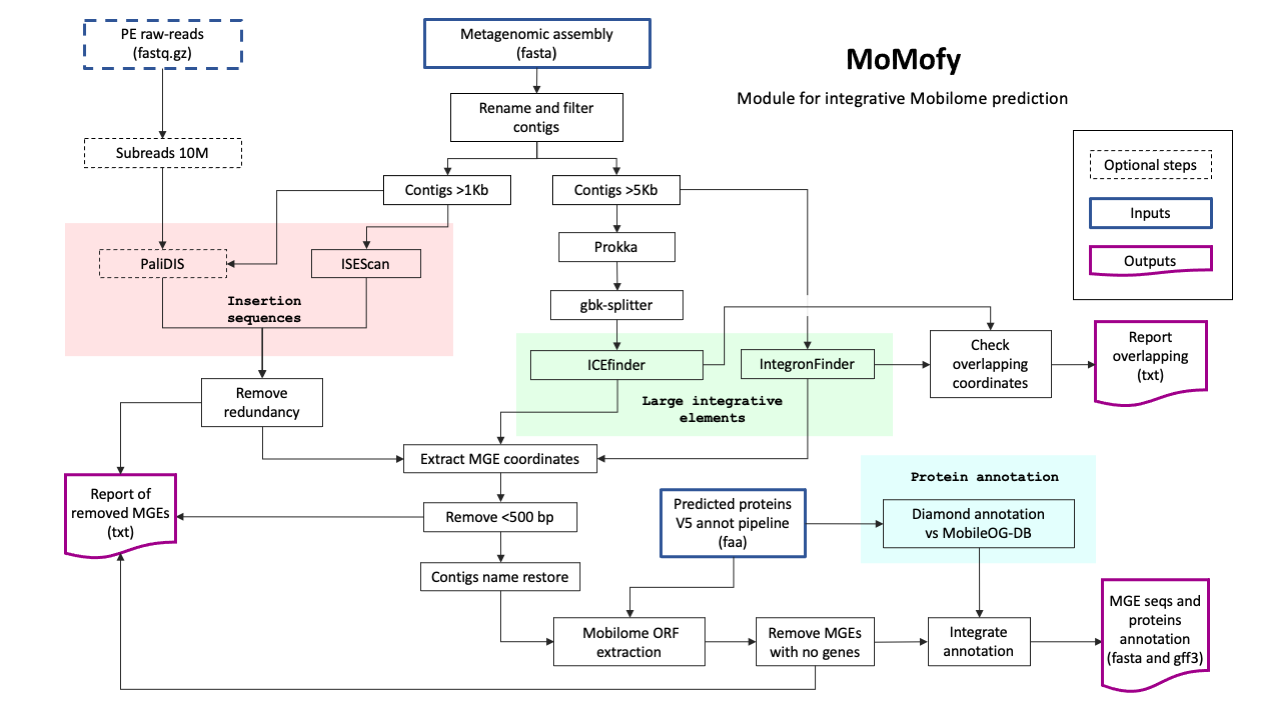 PE raw-reads
(fastq.gz)
Metagenomic assembly
(fasta)
MoMofy
Module for integrative Mobilome prediction
Rename and filter
contigs
Subreads 10M
Optional steps
Contigs >1Kb
Contigs >5Kb
Inputs
Prokka
PaliDIS
ISEScan
Outputs
Insertion
sequences
gbk-splitter
ICEfinder
IntegronFinder
Check
overlapping
coordinates
Report
overlapping
(txt)
Remove
redundancy
Large integrative
elements
Extract MGE coordinates
Protein annotation
Report of
removed MGEs
(txt)
Remove <500 bp
Predicted proteins
V5 annot pipeline
(faa)
Diamond annotation
vs MobileOG-DB
Contigs name restore
Mobilome ORF
extraction
Remove MGEs
with no genes
Integrate
annotation
MGE seqs and
proteins
annotation
(fasta and gff3)